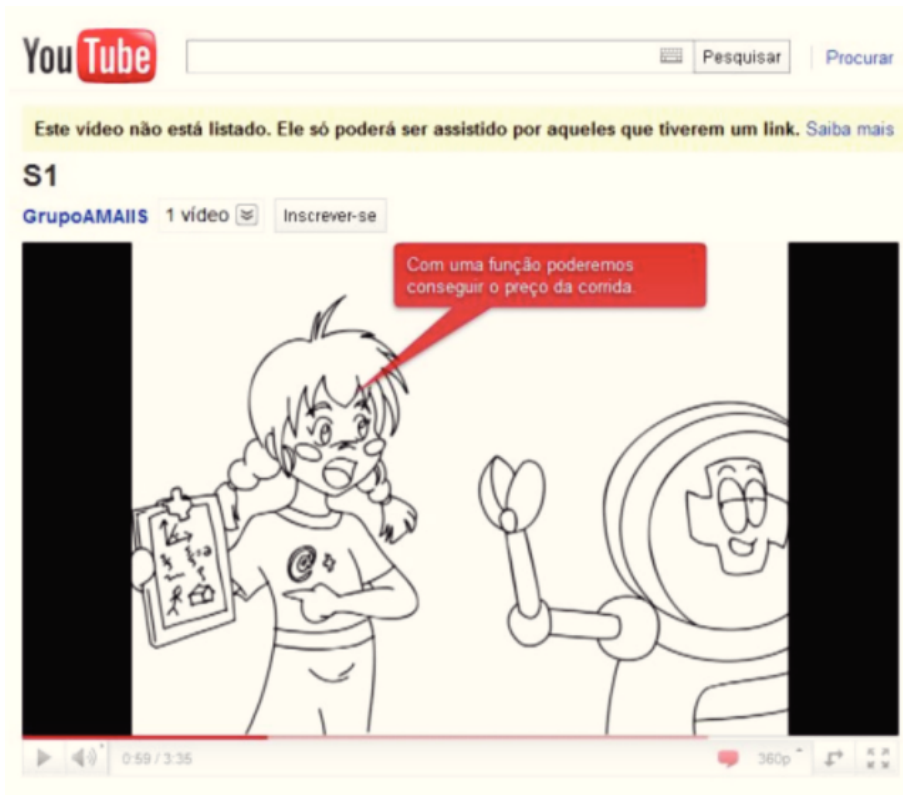 You Tube
Pesquisar
Procurar
Este vídeo não está listado. Ele só poderá ser assistido por aqueles que tiverem um link. Saiba mais
S1
GrupoAMAIIS 1 vídeo Inscrever-se
Com uma função poderemos
conseguir o preço da corrida.
0:59 / 3:35
360p